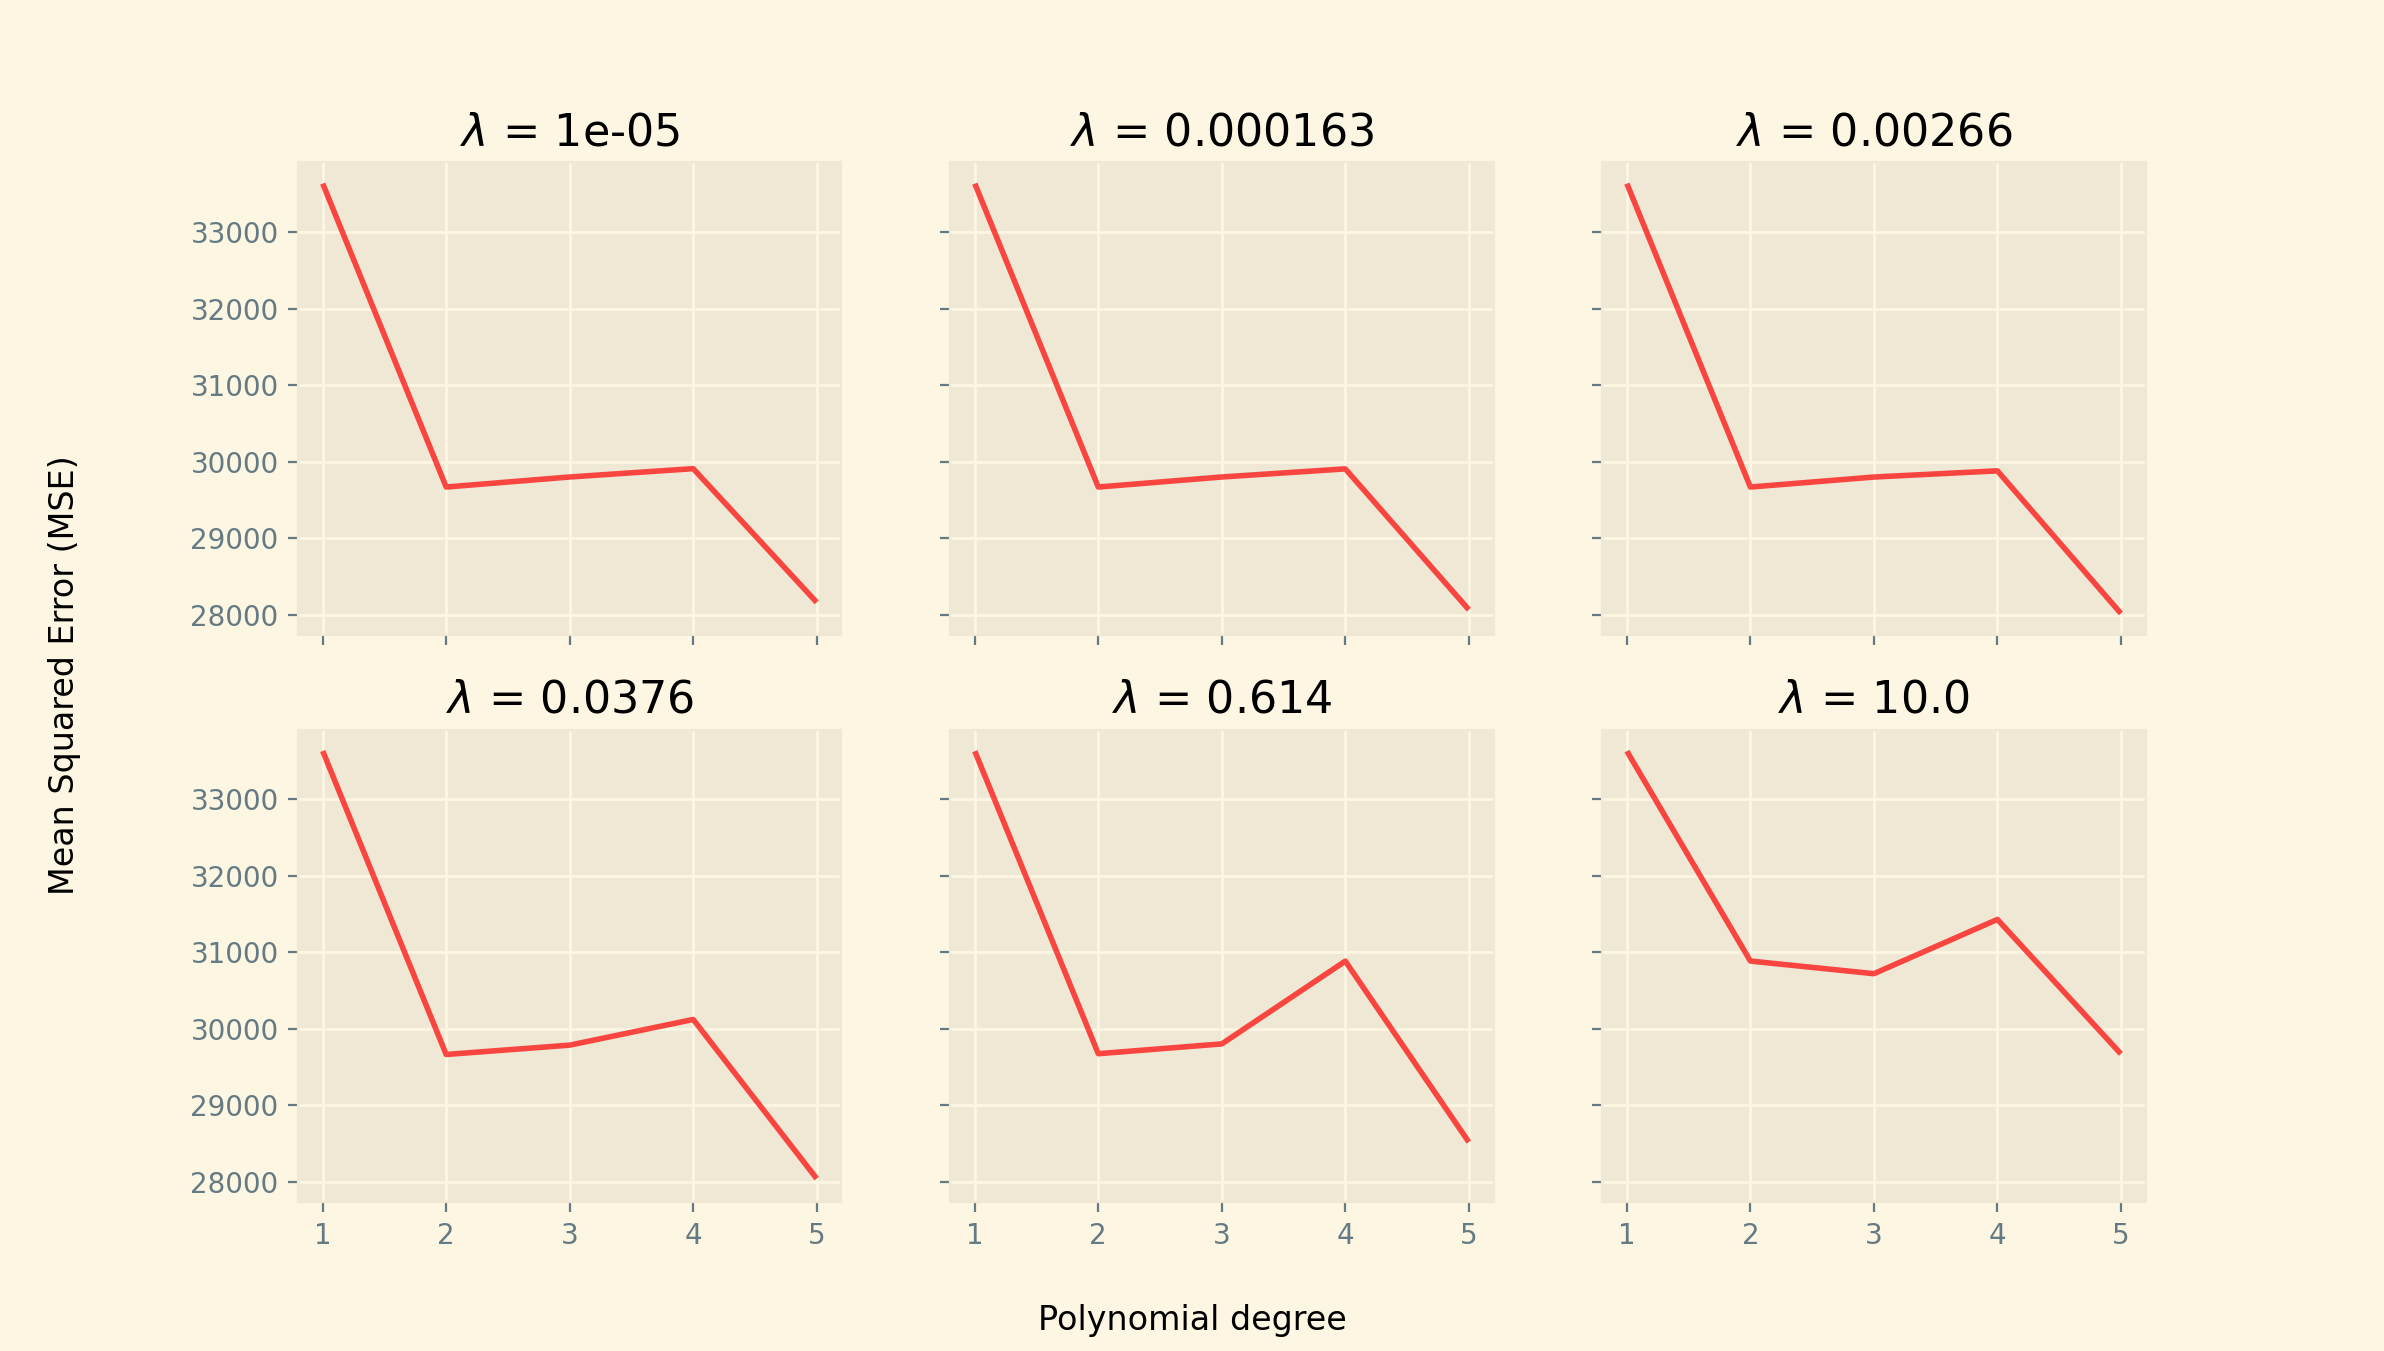 λ = 1e-05
λ = 0.000163
λ = 0.00266
33000
32000
31000
30000
29000
28000
λ = 0.0376
λ = 0.614
λ = 10.0
33000
32000
31000
30000
29000
28000
1 2 3 4 5
1 2 3 4 5
1 2 3 4 5
Mean Squared Error (MSE)
Polynomial degree